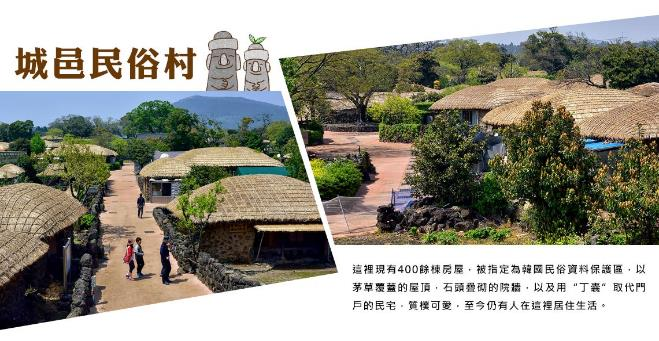 城邑民俗村
這裡現有400餘棟房屋，被指定為韓國民俗資料保護區，以
茅草覆蓋的屋頂，石頭疊砌的院牆，以及用“丁囊”取代門
戶的民宅，質樸可愛，至今仍有人在這裡居住生活。